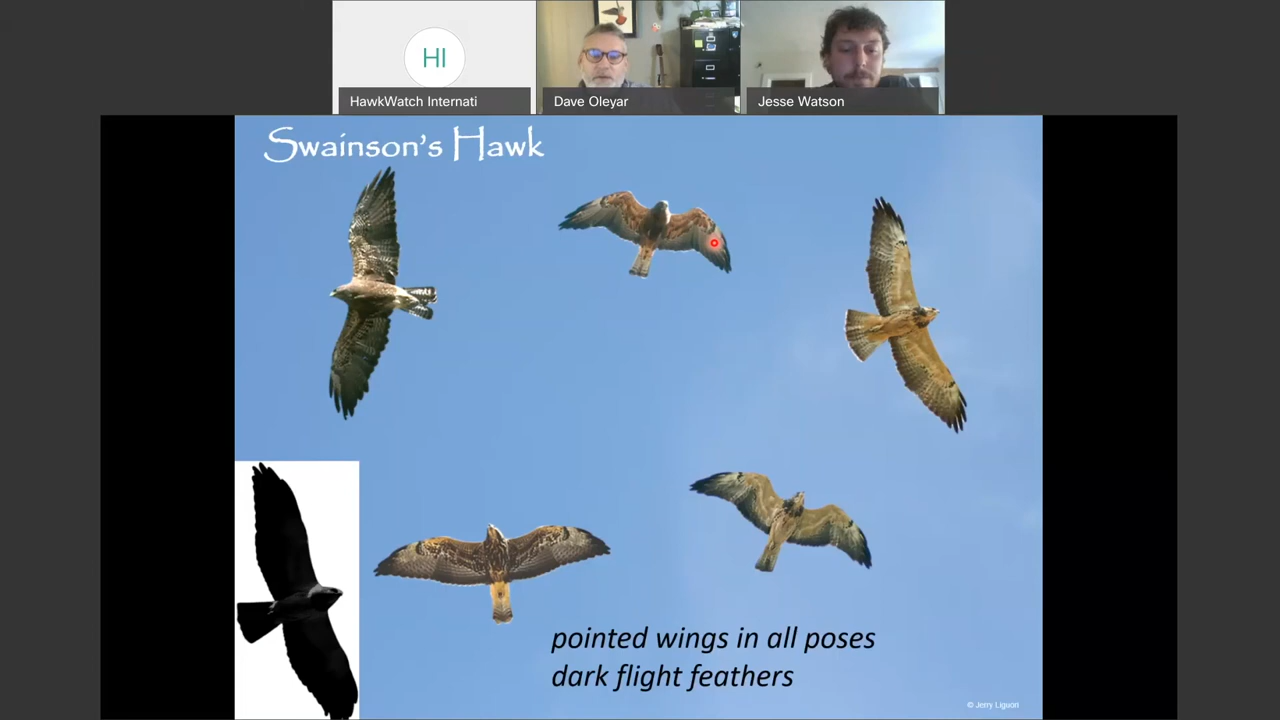 HI
HawkWatch Internati
Dave Oleyar
Jesse Watson
Swainson's Hawk
pointed wings in all poses
dark flight feathers
© Jerry Liguori